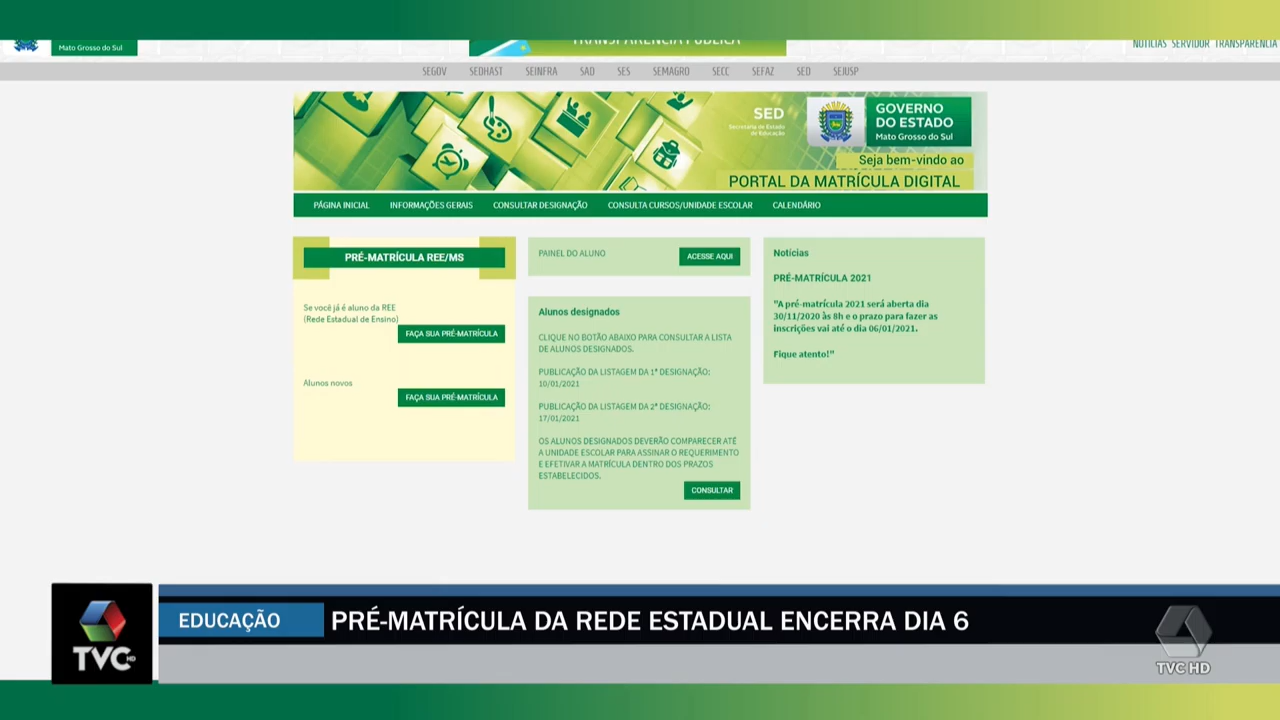 Mato Grosso do Sul
TRANSPARÊNCIA PÚBLICA
NOTÍCIAS SERVIDOR TRANSPARÊNCIA
SEGOV SEDHAST SEINFRA SAD SES SEMAGRO SECC SEFAZ SED SEJUSP
SED
Secretaria de Estado
de Educação
GOVERNO
DO ESTADO
Mato Grosso do Sul
Seja bem-vindo ao
PORTAL DA MATRÍCULA DIGITAL
PÁGINA INICIAL INFORMAÇÕES GERAIS CONSULTAR DESIGNAÇÃO CONSULTA CURSOS/UNIDADE ESCOLAR CALENDÁRIO
PRÉ-MATRÍCULA REE/MS
Se você já é aluno da REE
(Rede Estadual de Ensino)
FAÇA SUA PRÉ-MATRÍCULA
Alunos novos
FAÇA SUA PRÉ-MATRÍCULA
PAINEL DO ALUNO
ACESSE AQUI
Alunos designados
CLIQUE NO BOTÃO ABAIXO PARA CONSULTAR A LISTA
DE ALUNOS DESIGNADOS.
PUBLICAÇÃO DA LISTAGEM DA 1ª DESIGNAÇÃO:
10/01/2021
PUBLICAÇÃO DA LISTAGEM DA 2ª DESIGNAÇÃO:
17/01/2021
OS ALUNOS DESIGNADOS DEVERÃO COMPARECER ATÉ
A UNIDADE ESCOLAR PARA ASSINAR O REQUERIMENTO
E EFETIVAR A MATRÍCULA DENTRO DOS PRAZOS
ESTABELECIDOS.
CONSULTAR
Notícias
PRÉ-MATRÍCULA 2021
"A pré-matrícula 2021 será aberta dia
30/11/2020 às 8h e o prazo para fazer as
inscrições vai até o dia 06/01/2021.
Fique atento!"
EDUCAÇÃO
PRÉ-MATRÍCULA DA REDE ESTADUAL ENCERRA DIA 6
TVC HD
TVC HD